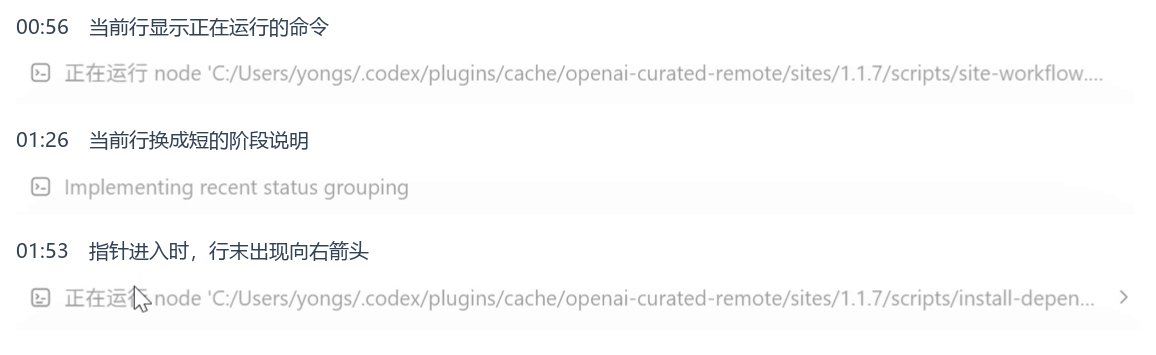 00:56 当前行显示正在运行的命令
正在运行 node 'C:/Users/yongs/.codex/plugins/cache/openai-curated-remote/sites/1.1.7/scripts/site-workflow....
01:26 当前行换成短的阶段说明
Implementing recent status grouping
01:53 指针进入时，行末出现向右箭头
正在运行 node 'C:/Users/yongs/.codex/plugins/cache/openai-curated-remote/sites/1.1.7/scripts/install-depen...